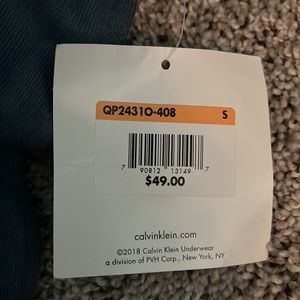 QP2431O-408 S
7 90812 13149 7
$49.00
calvinklein.com
©2018 Calvin Klein Underwear
a division of PVH Corp., New York, NY